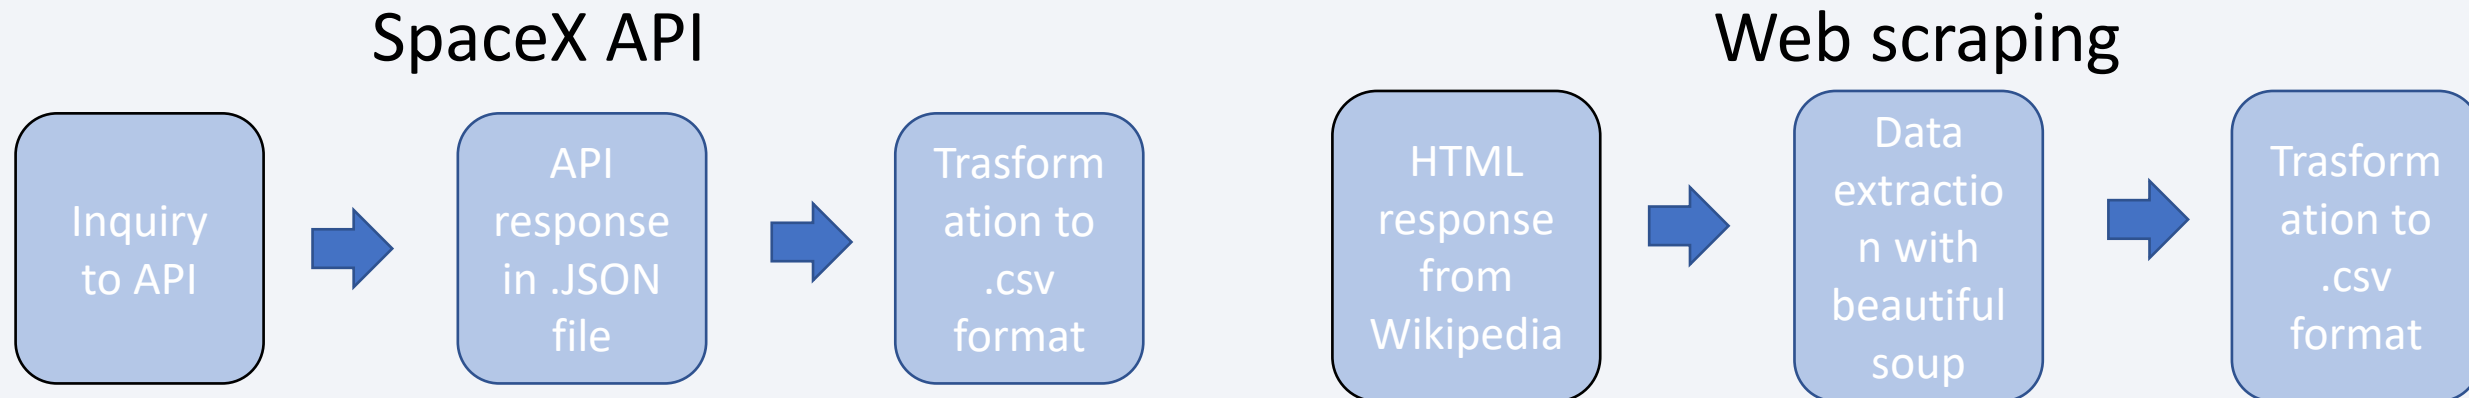 SpaceX API
Inquiry
to API
API
response
in .JSON
file
Trasform
ation to
.csv
format
Web scraping
HTML
response
from
Wikipedia
Data
extractio
n with
beautiful
soup
Trasform
ation to
.csv
format